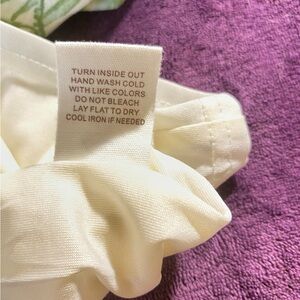 TURN INSIDE OUT
HAND WASH COLD
WITH LIKE COLORS
DO NOT BLEACH
LAY FLAT TO DRY
COOL IRON IF NEEDED